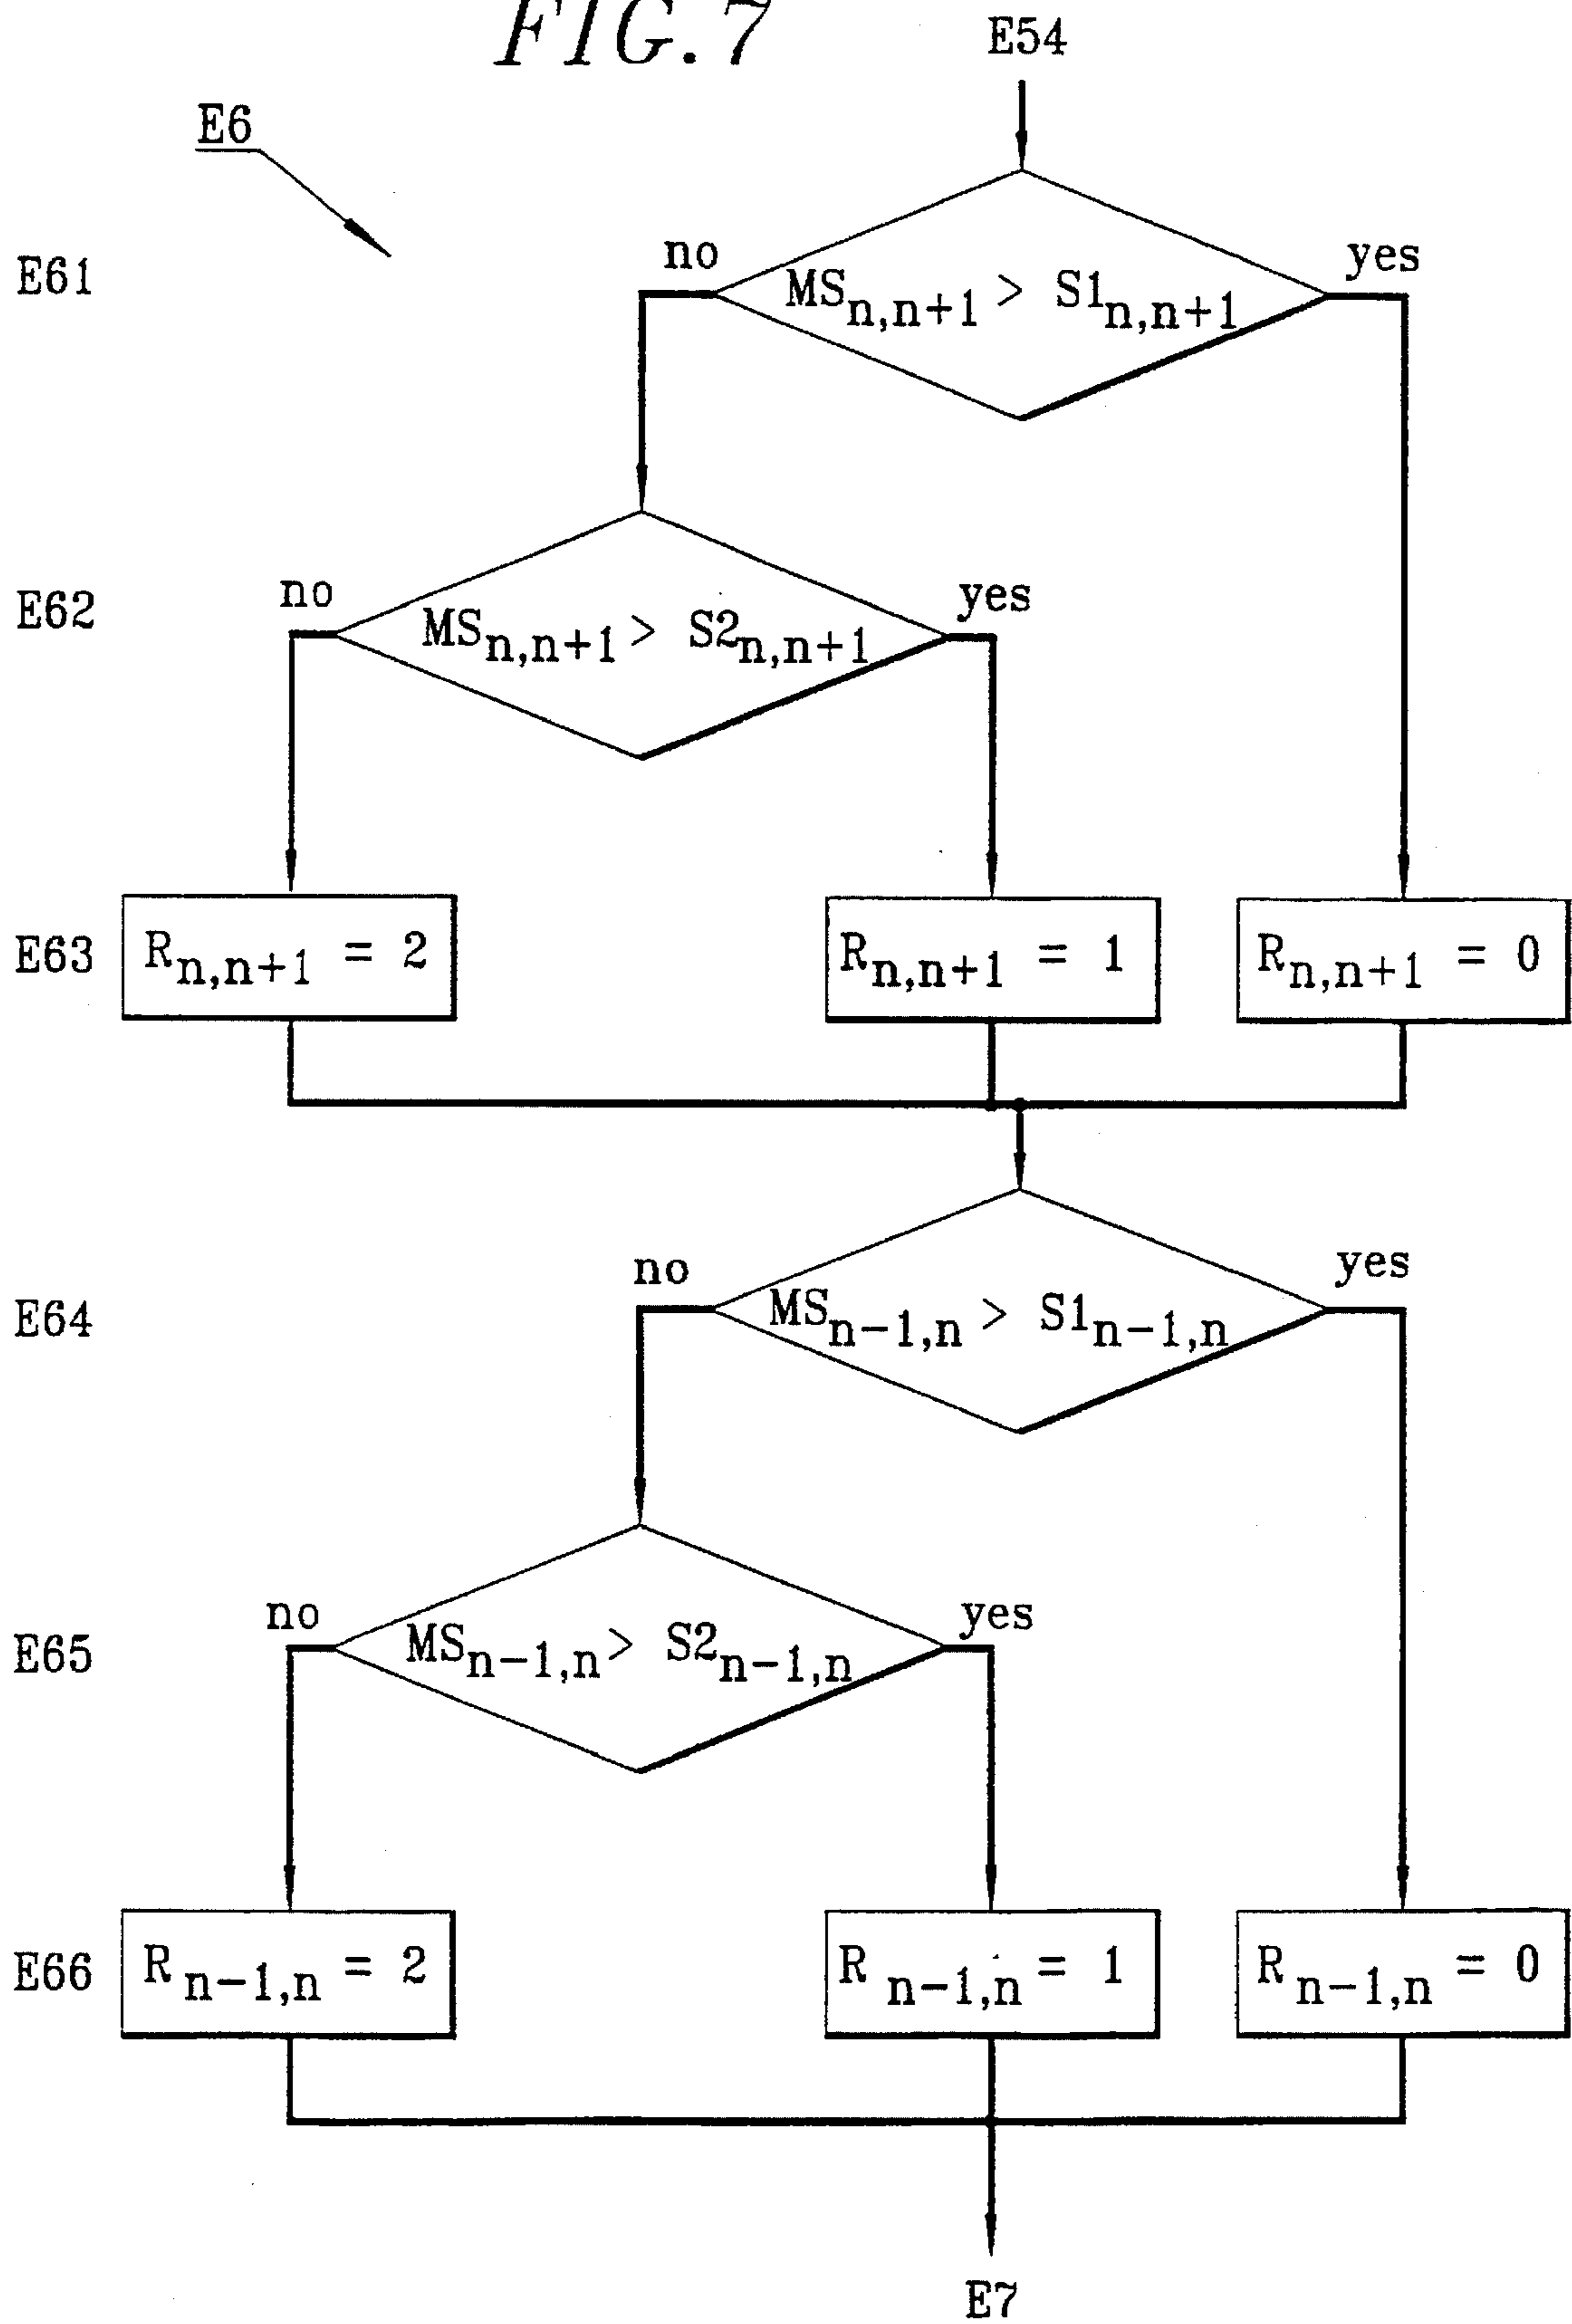 FIG. 7
E54
E6
E61
no
yes
MSn,n+1 > S1n,n+1
E62
no
yes
MSn,n+1 > S2n,n+1
E63
Rn,n+1 = 2
Rn,n+1 = 1
Rn,n+1 = 0
E64
no
yes
MSn-1,n > S1n-1,n
E65
no
yes
MSn-1,n > S2n-1,n
E66
Rn-1,n = 2
Rn-1,n = 1
Rn-1,n = 0
E7